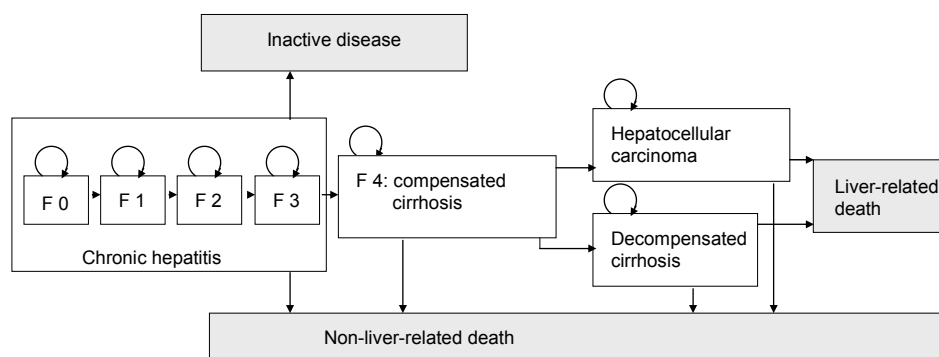 Inactive disease
F 0
F 1
F 2
F 3
Chronic hepatitis
F 4: compensated
cirrhosis
Hepatocellular
carcinoma
Decompensated
cirrhosis
Liver-related
death
Non-liver-related death